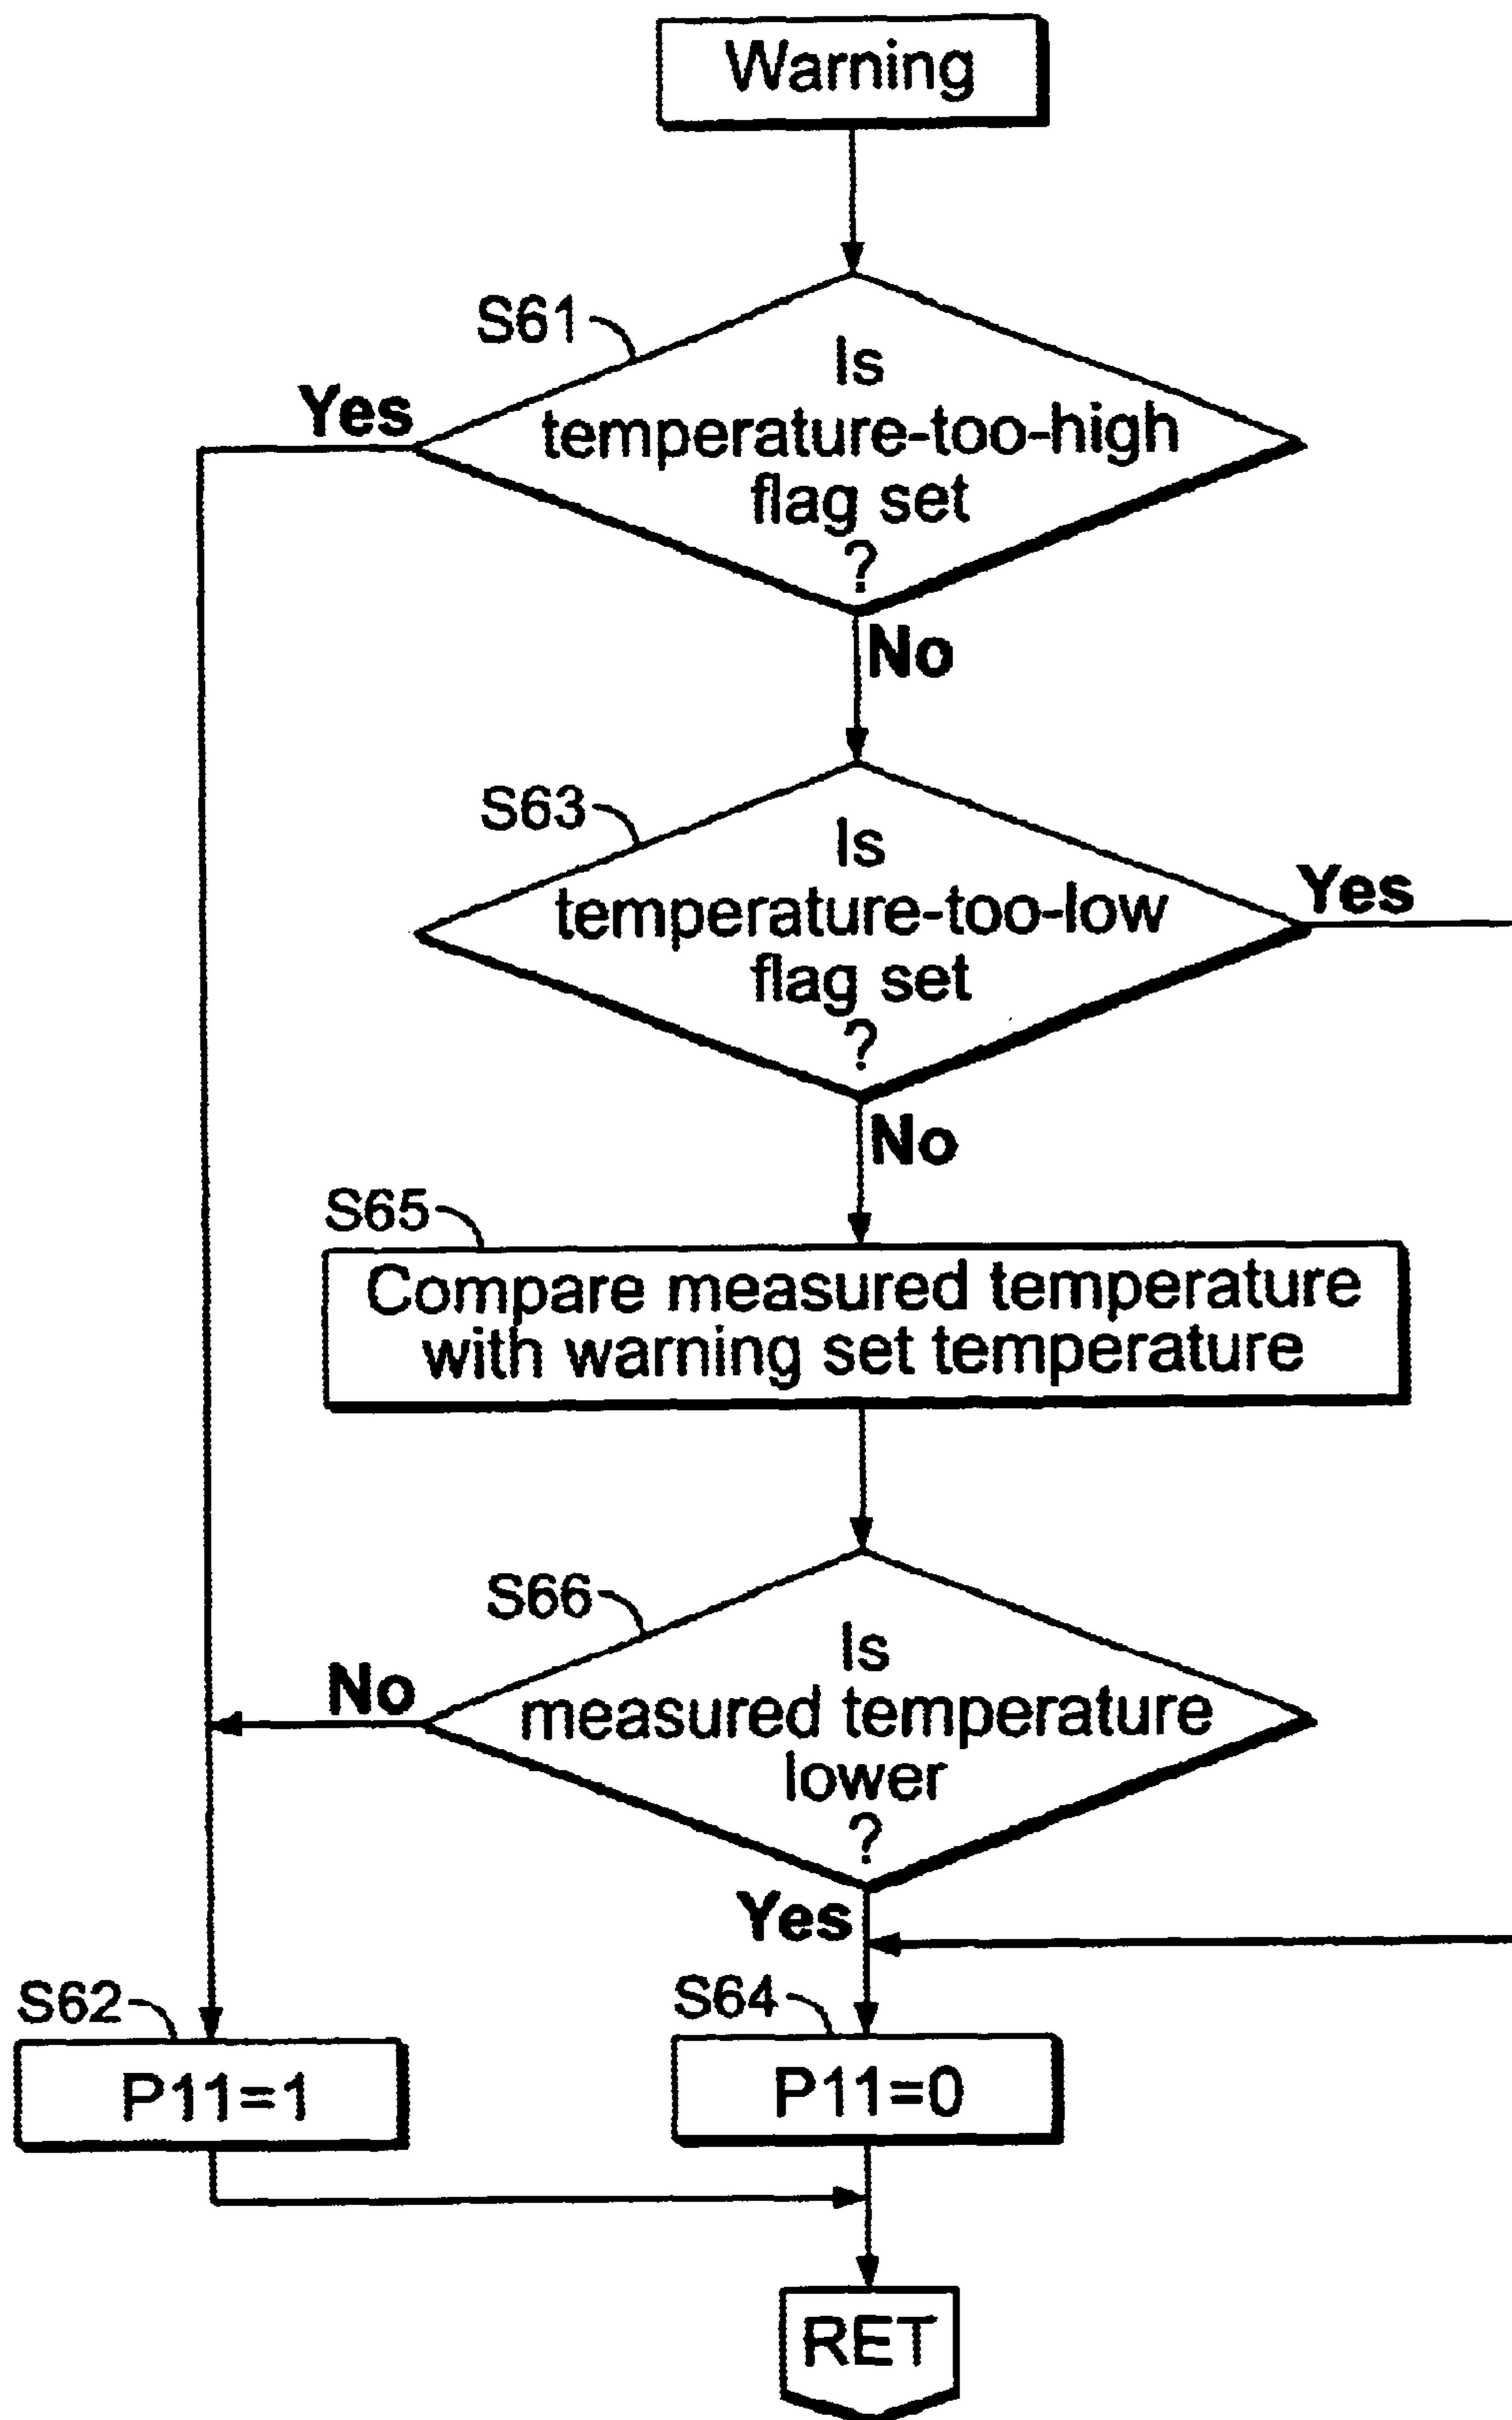 Warning
S61
Is
temperature-too-high
flag set
?
Yes
No
S63
Is
temperature-too-low
flag set
?
Yes
No
S65
Compare measured temperature
with warning set temperature
S66
Is
measured temperature
lower
?
No
Yes
S62
P11=1
S64
P11=0
RET